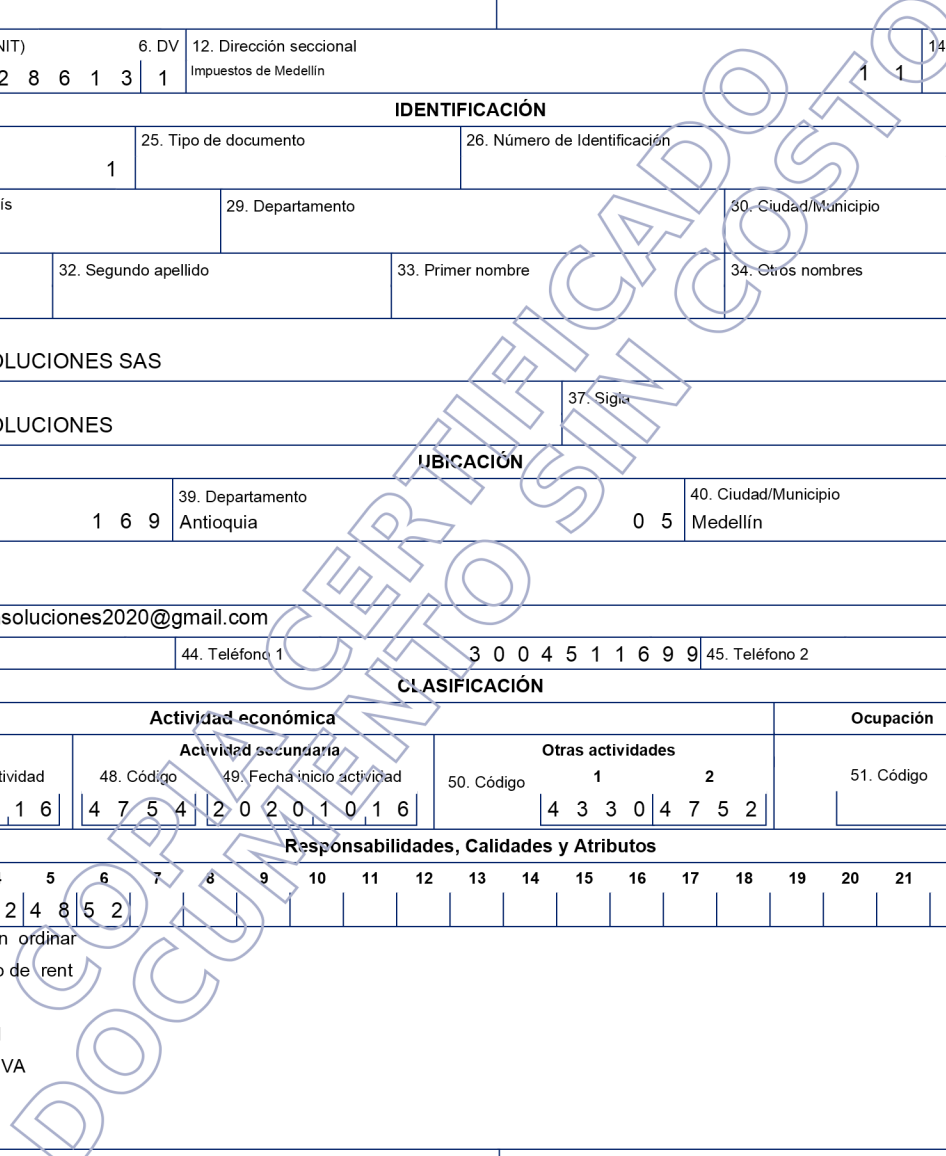 NIT) 6. DV 12. Dirección seccional 14
2 8 6 1 3 1 Impuestos de Medellín 1 1
IDENTIFICACIÓN
25. Tipo de documento 26. Número de Identificación
1
ís 29. Departamento 30. Ciudad/Municipio
32. Segundo apellido 33. Primer nombre 34. Otros nombres
OLUCIONES SAS
37. Sigla
OLUCIONES
UBICACIÓN
39. Departamento 40. Ciudad/Municipio
1 6 9 Antioquia 0 5 Medellín
soluciones2020@gmail.com
44. Teléfono 1 3 0 0 4 5 1 1 6 9 9 45. Teléfono 2
CLASIFICACIÓN
Actividad económica Ocupación
Actividad secundaria Otras actividades
tividad 48. Código 49. Fecha inicio actividad 50. Código 1 2 51. Código
1 6 4 7 5 4 2 0 2 0 1 0 1 6 4 3 3 0 4 7 5 2
Responsabilidades, Calidades y Atributos
5 6 7 8 9 10 11 12 13 14 15 16 17 18 19 20 21
2 4 8 5 2
n ordinar
o de rent
VA
COPIA CERTIFICADO
DOCUMENTO SIN COSTO